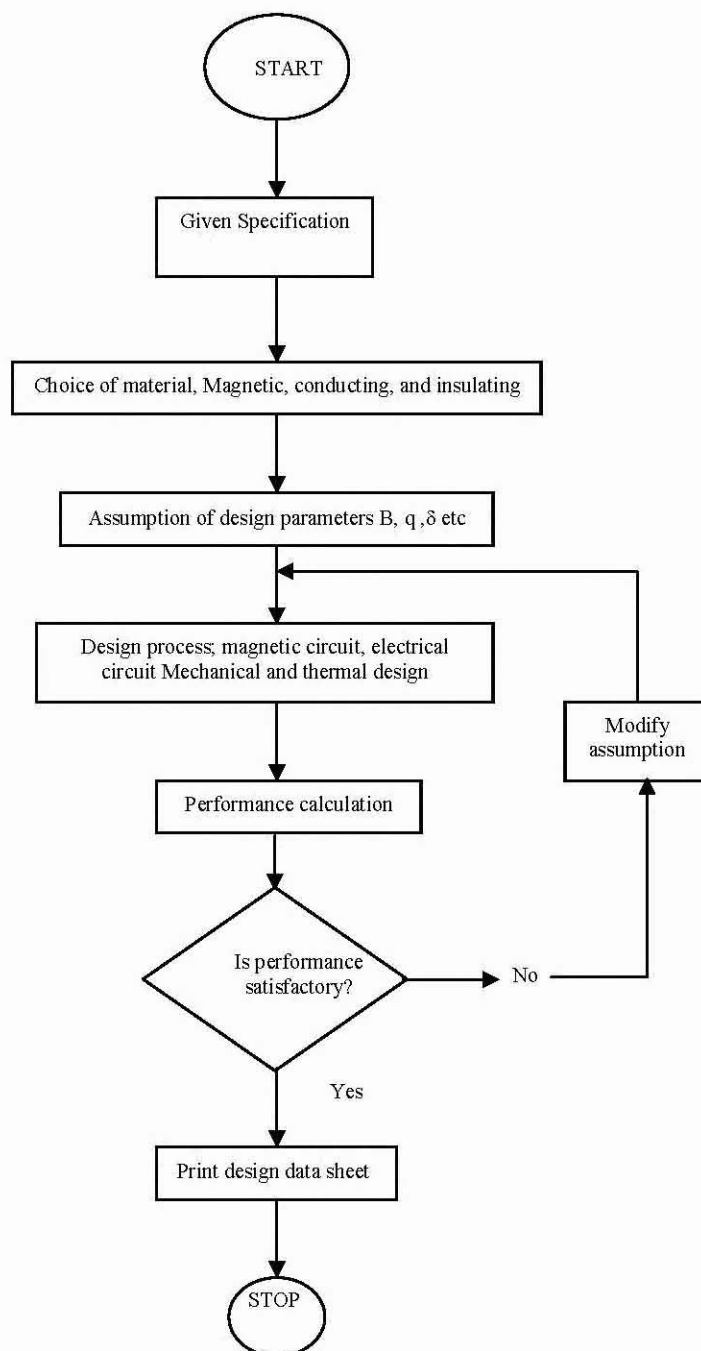 START
Given Specification
Choice of material, Magnetic, conducting, and insulating
Assumption of design parameters B, q ,δ etc
Design process; magnetic circuit, electrical
circuit Mechanical and thermal design
Modify
assumption
Performance calculation
Is performance
satisfactory?
No
Yes
Print design data sheet
STOP